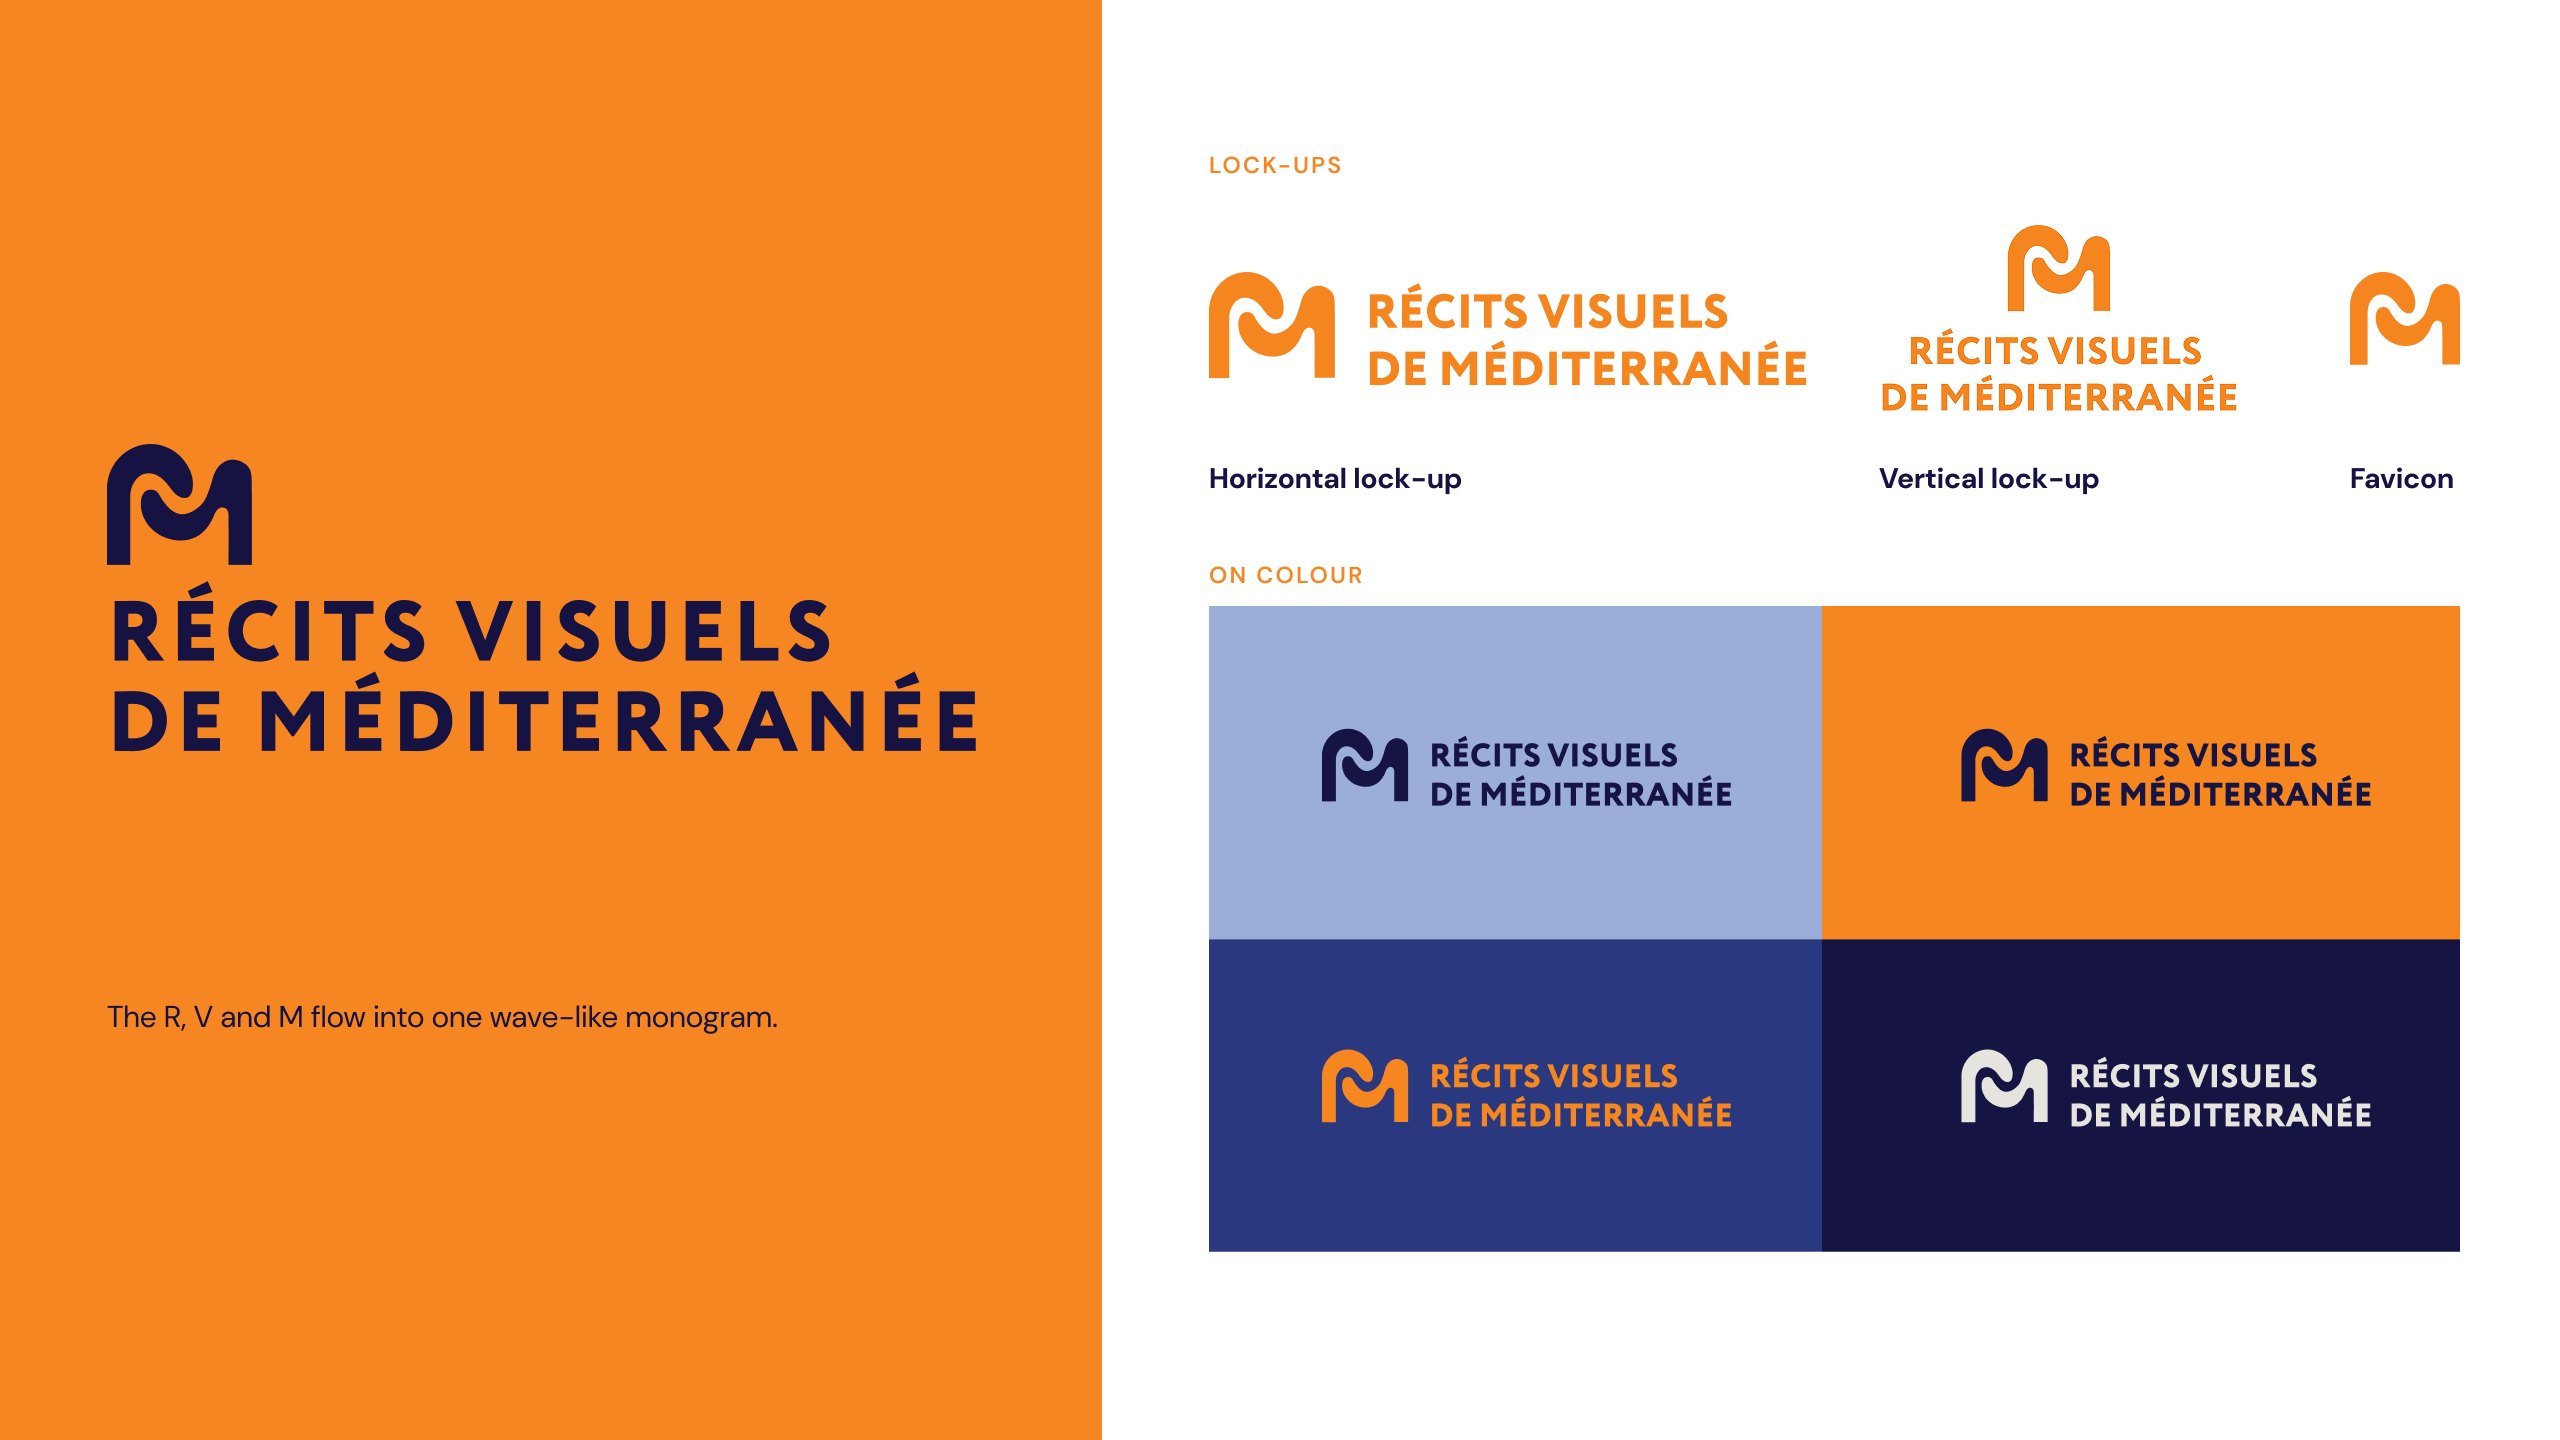 RÉCITS VISUELS
DE MÉDITERRANÉE
The R, V and M flow into one wave-like monogram.
LOCK-UPS
RÉCITS VISUELS
DE MÉDITERRANÉE
Horizontal lock-up
RÉCITS VISUELS
DE MÉDITERRANÉE
Vertical lock-up
Favicon
ON COLOUR
RÉCITS VISUELS
DE MÉDITERRANÉE
RÉCITS VISUELS
DE MÉDITERRANÉE
RÉCITS VISUELS
DE MÉDITERRANÉE
RÉCITS VISUELS
DE MÉDITERRANÉE